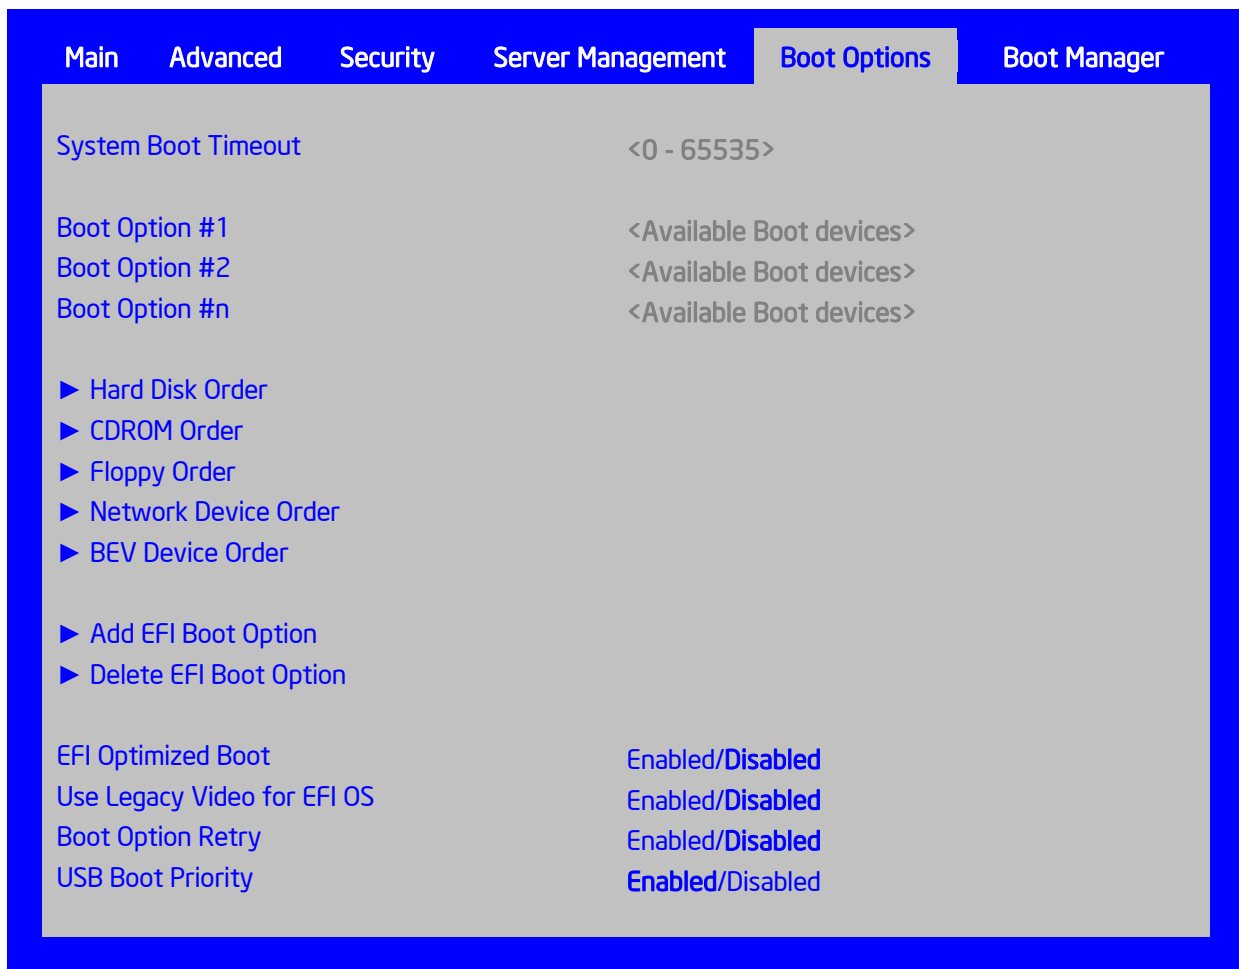 Main Advanced Security Server Management Boot Options Boot Manager
System Boot Timeout <0 - 65535>
Boot Option #1 <Available Boot devices>
Boot Option #2 <Available Boot devices>
Boot Option #n <Available Boot devices>
► Hard Disk Order
► CDROM Order
► Floppy Order
► Network Device Order
► BEV Device Order
► Add EFI Boot Option
► Delete EFI Boot Option
EFI Optimized Boot Enabled/Disabled
Use Legacy Video for EFI OS Enabled/Disabled
Boot Option Retry Enabled/Disabled
USB Boot Priority Enabled/Disabled